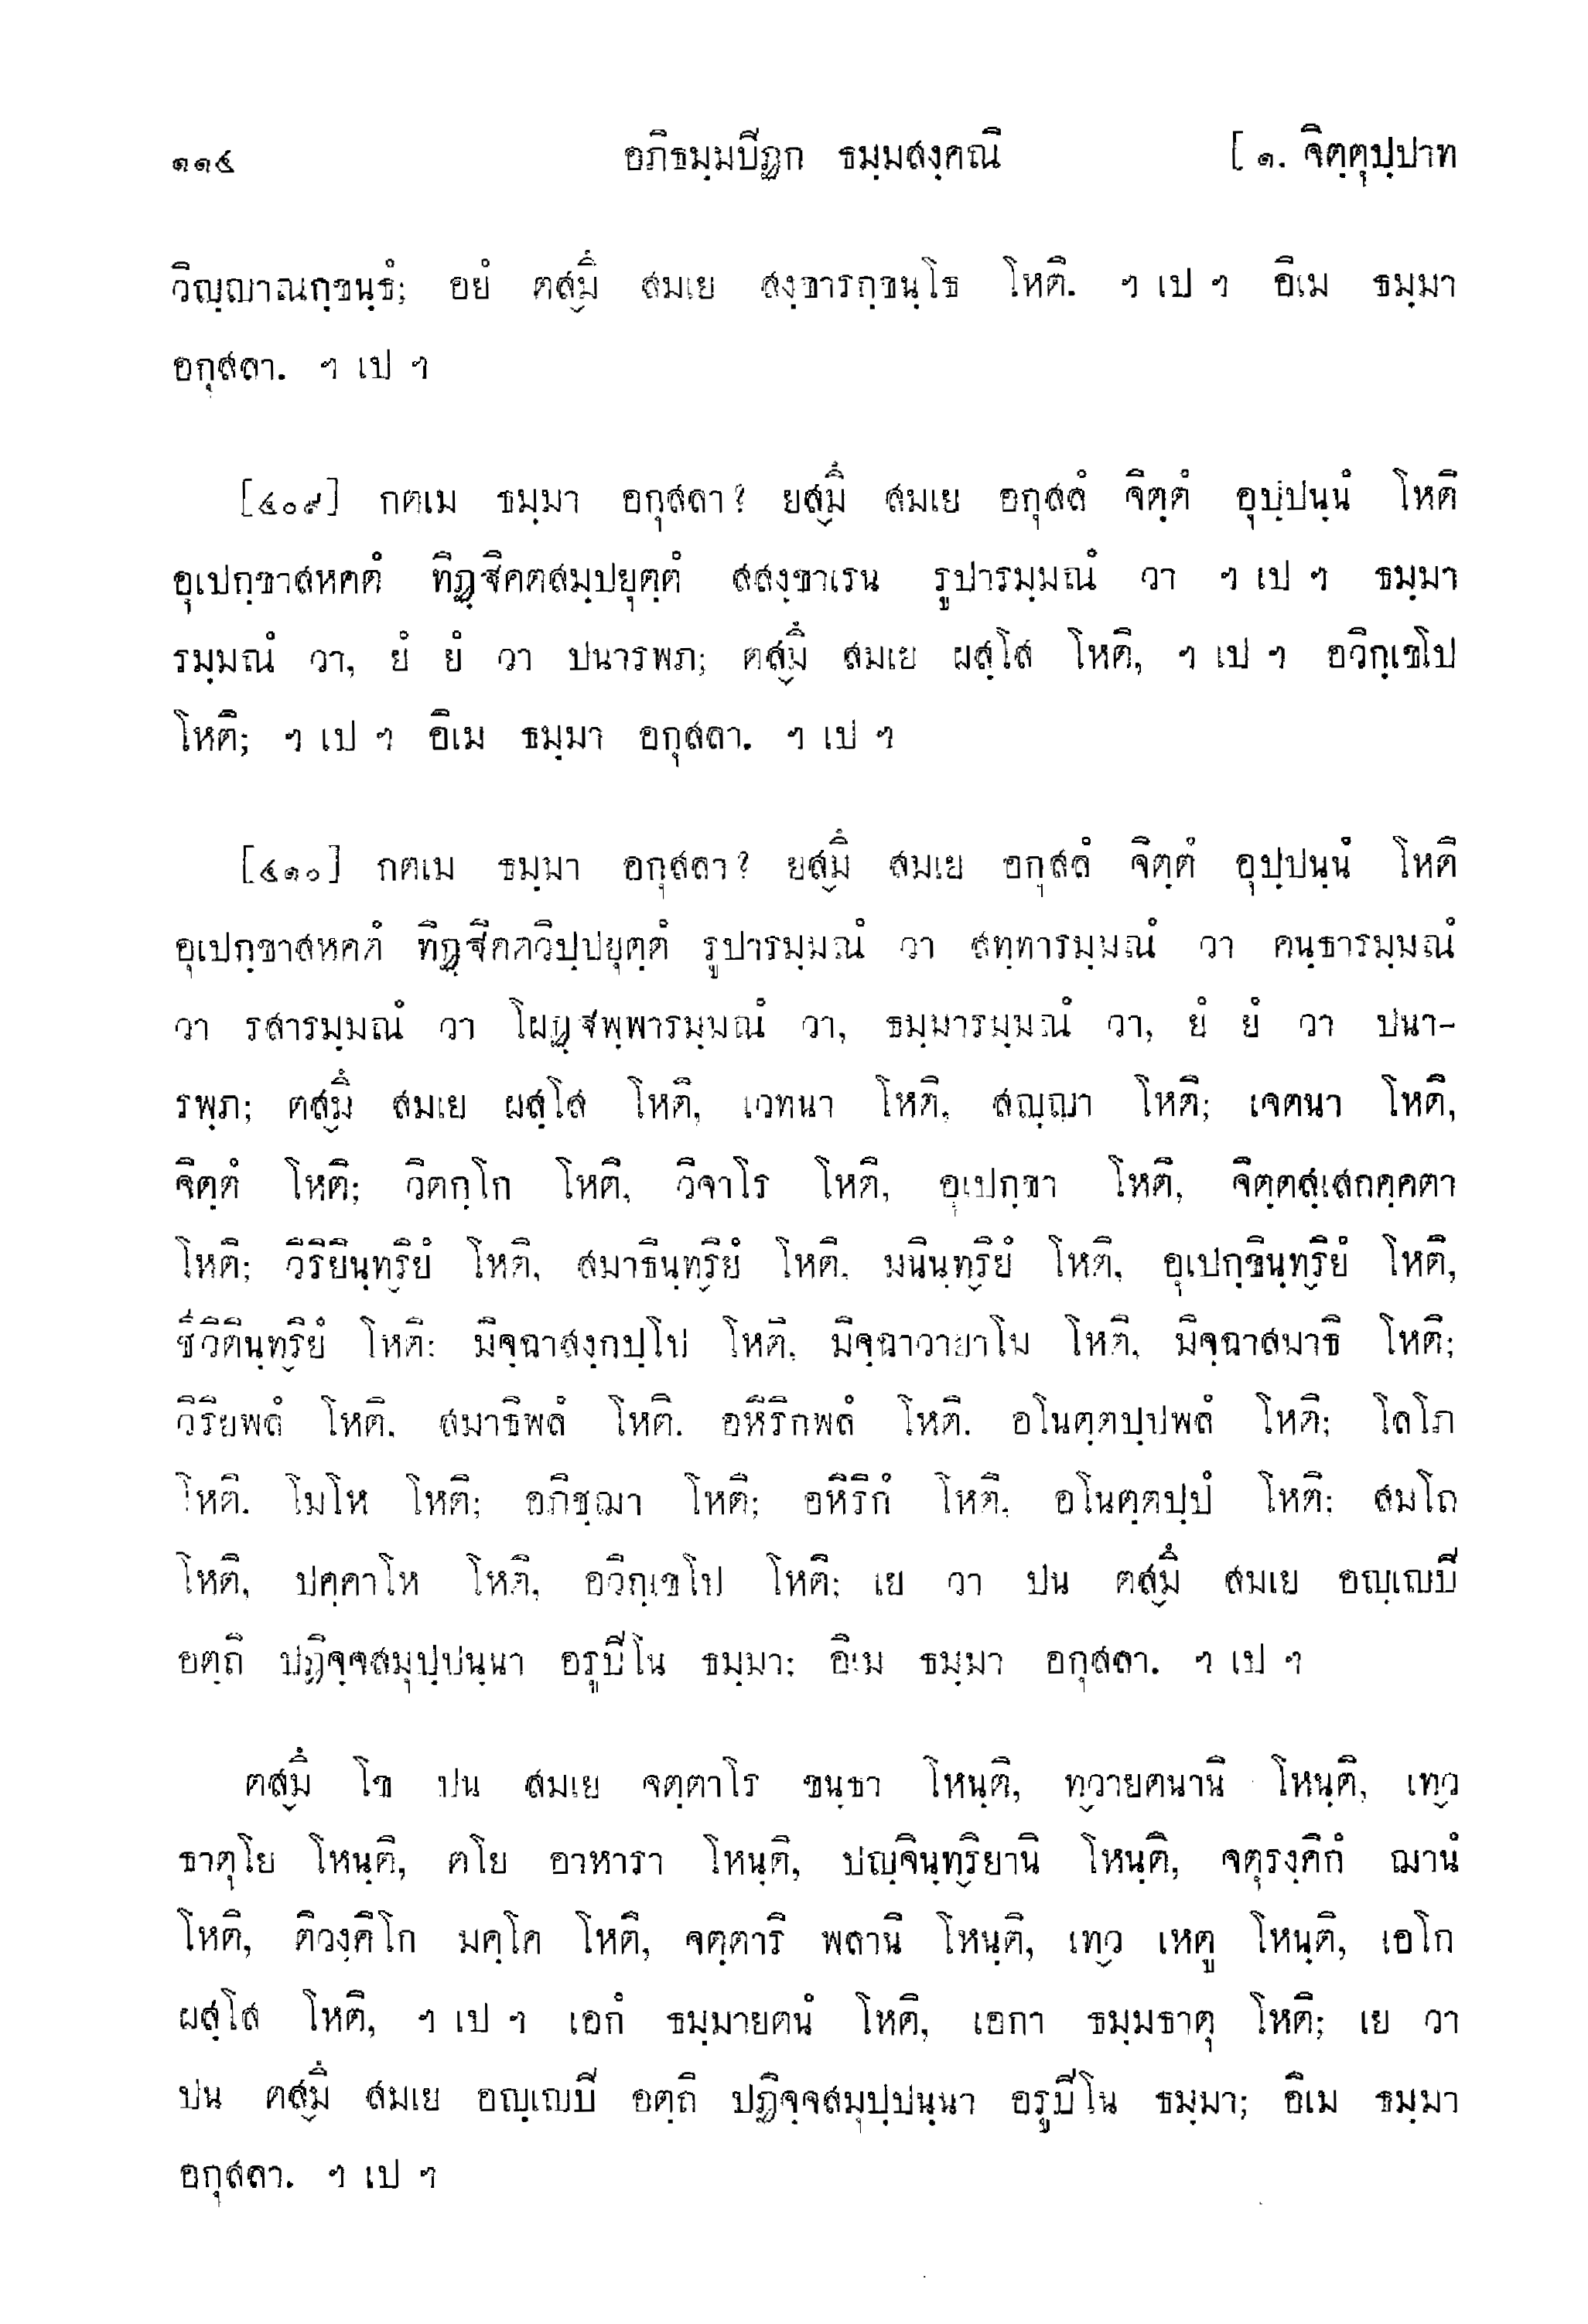 ๑๑๔ อภิธมฺมปิฏก ธมฺมสงฺคณี [ ๑. จิตฺตุปฺปาท
วิญฺญาณกฺขนฺธํ; อยํ ตสฺมึ สมเย สงฺขารกฺขนฺโธ โหติ. ฯ เป ฯ อิเม ธมฺมา
อกุสลา. ฯ เป ฯ
[๔๐๙] กตเม ธมฺมา อกุสลา? ยสฺมึ สมเย อกุสลํ จิตฺตํ อุปฺปนฺนํ โหติ
อุเปกฺขาสหคตํ ทิฏฺฐิคตสมฺปยุตฺตํ สสงฺขาเรน รูปารมฺมณํ วา ฯ เป ฯ ธมฺมา
รมฺมณํ วา, ยํ ยํ วา ปนารพภ; ตสฺมึ สมเย ผสฺโส โหติ, ฯ เป ฯ อวิกฺเขโป
โหติ; ฯ เป ฯ อิเม ธมฺมา อกุสลา. ฯ เป ฯ
[๔๑๐] กตเม ธมฺมา อกุสลา? ยสฺมึ สมเย อกุสลํ จิตฺตํ อุปฺปนฺนํ โหติ
อุเปกฺขาสหคตํ ทิฏฺฐิคตวิปฺปยุตฺตํ รูปารมฺมณํ วา สทฺทารมฺมณํ วา คนฺธารมฺมณํ
วา รสารมฺมณํ วา โผฏฺฐพฺพารมฺมณํ วา, ธมฺมารมฺมณํ วา, ยํ ยํ วา ปนา-
รพฺภ; ตสฺมึ สมเย ผสฺโส โหติ, เวทนา โหติ, สญฺญา โหติ; เจตนา โหติ,
จิตฺตํ โหติ; วิตกฺโก โหติ, วิจาโร โหติ, อุเปกฺขา โหติ, จิตฺตสฺเสกคฺคตา
โหติ; วิริยินฺทฺริยํ โหติ, สมาธินฺทฺริยํ โหติ, มนินฺทฺริยํ โหติ, อุเปกฺขินฺทฺริยํ โหติ,
ชีวิตินฺทฺริยํ โหติ; มิจฺฉาสงฺกปฺโป โหติ, มิจฺฉาวายาโม โหติ, มิจฺฉาสมาธิ โหติ;
วิริยพลํ โหติ. สมาธิพลํ โหติ. อหิริกพลํ โหติ. อโนตฺตปฺปพลํ โหติ; โลโภ
โหติ. โมโห โหติ; อภิชฺฌา โหติ; อหิริกํ โหติ, อโนตฺตปฺปํ โหติ; สมโถ
โหติ, ปคฺคาโห โหติ, อวิกฺเขโป โหติ; เย วา ปน ตสฺมึ สมเย อญฺเญปิ
อตฺถิ ปฏิจฺจสมุปฺปนฺนา อรูปิโน ธมฺมา; อิเม ธมฺมา อกุสลา. ฯ เป ฯ
ตสฺมึ โข ปน สมเย จตฺตาโร ขนฺธา โหนฺติ, ทฺวายตนานิ โหนฺติ, เทฺว
ธาตุโย โหนฺติ, ตโย อาหารา โหนฺติ, ปญฺจินฺทฺริยานิ โหนฺติ, จตุรงฺคิกํ ฌานํ
โหติ, ติวงฺคิโก มคฺโค โหติ, จตฺตาริ พลานิ โหนฺติ, เทฺว เหตู โหนฺติ, เอโก
ผสฺโส โหติ, ฯ เป ฯ เอกํ ธมฺมายตนํ โหติ, เอกา ธมฺมธาตุ โหติ; เย วา
ปน ตสฺมึ สมเย อญฺเญปิ อตฺถิ ปฏิจฺจสมุปฺปนฺนา อรูปิโน ธมฺมา; อิเม ธมฺมา
อกุสลา. ฯ เป ฯ